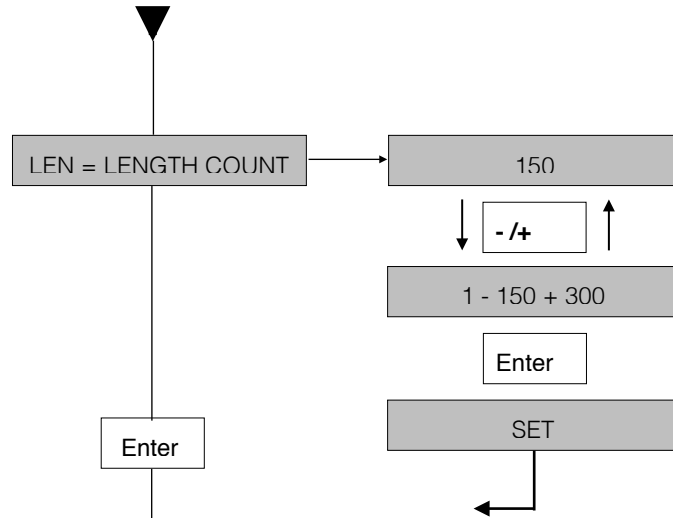 LEN = LENGTH COUNT
150
- /+
1 - 150 + 300
Enter
SET
Enter